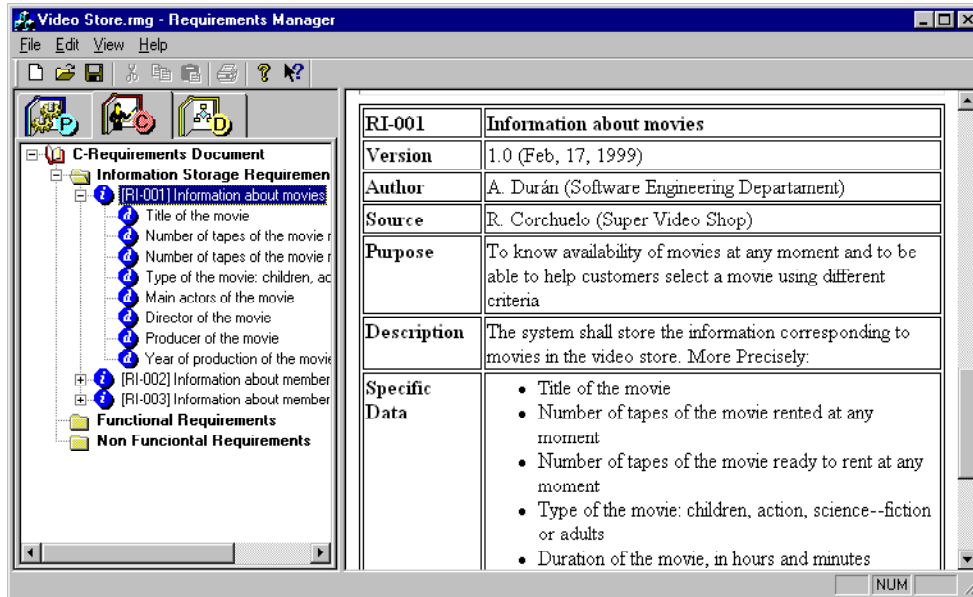 Video Store.rmg - Requirements Manager
File Edit View Help
P C D
C-Requirements Document
Information Storage Requiremen
[RI-001] Information about movies
Title of the movie
Number of tapes of the movie r
Number of tapes of the movie r
Type of the movie: children, ac
Main actors of the movie
Director of the movie
Producer of the movie
Year of production of the movie
[RI-002] Information about member
[RI-003] Information about member
Functional Requirements
Non Funciontal Requirements
RI-001 Information about movies
Version 1.0 (Feb, 17, 1999)
Author A. Durán (Software Engineering Departament)
Source R. Corchuelo (Super Video Shop)
Purpose To know availability of movies at any moment and to be
able to help customers select a movie using different
criteria
Description The system shall store the information corresponding to
movies in the video store. More Precisely:
Specific • Title of the movie
Data • Number of tapes of the movie rented at any
moment
• Number of tapes of the movie ready to rent at any
moment
• Type of the movie: children, action, science--fiction
or adults
• Duration of the movie, in hours and minutes
NUM